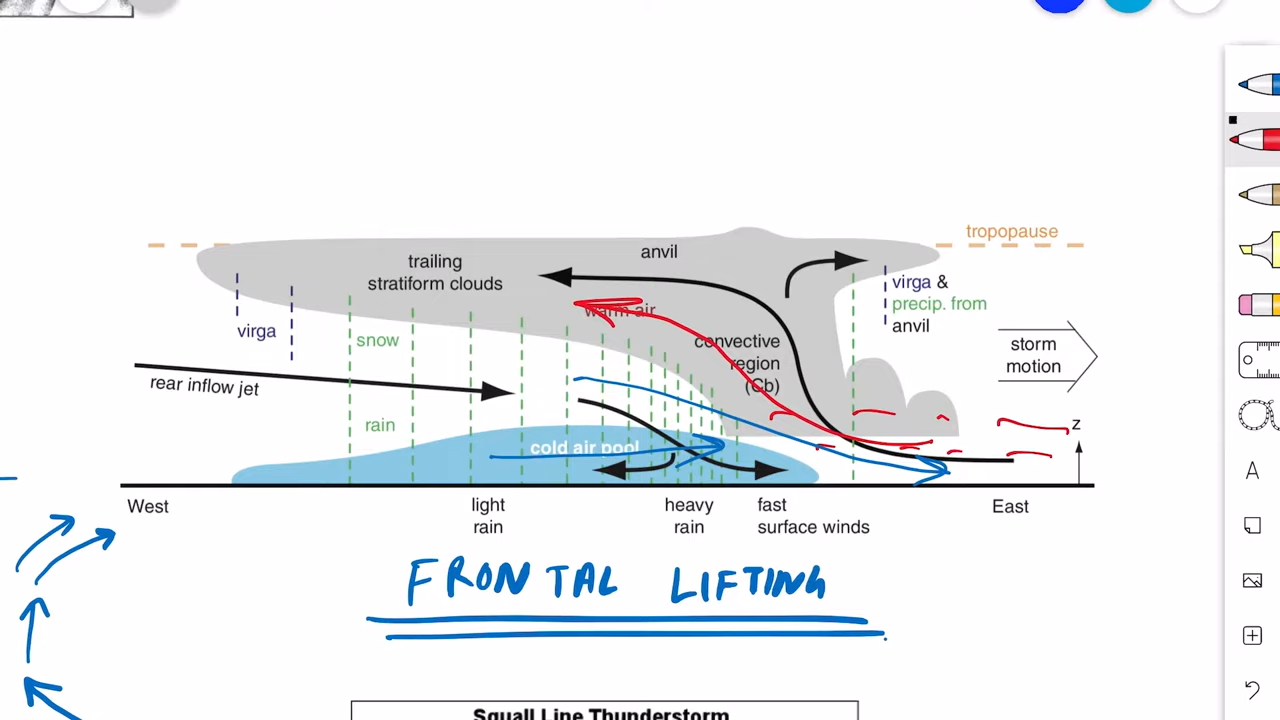 tropopause
anvil
trailing
stratiform clouds
virga &
precip. from
anvil
warm air
virga
snow
convective
region
(Cb)
storm
motion
rear inflow jet
rain
cold air pool
z
West
light
rain
heavy
rain
fast
surface winds
East
FRONTAL LIFTING
Squall Line Thunderstorm
A